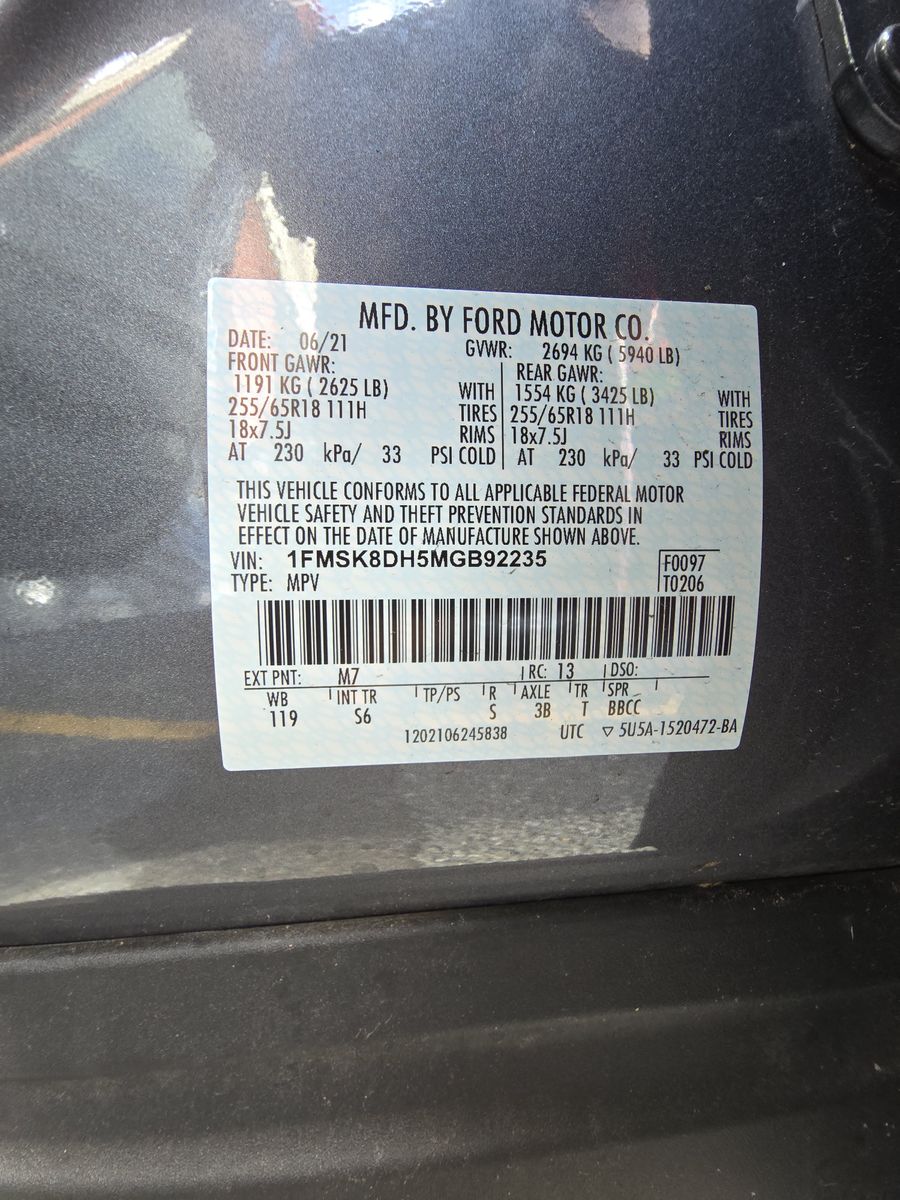 MFD. BY FORD MOTOR CO.
DATE: 06/21 GVWR: 2694 KG ( 5940 LB)
FRONT GAWR: REAR GAWR:
1191 KG ( 2625 LB) WITH 1554 KG ( 3425 LB) WITH
255/65R18 111H TIRES 255/65R18 111H TIRES
18x7.5J RIMS 18x7.5J RIMS
AT 230 kPa/ 33 PSI COLD AT 230 kPa/ 33 PSI COLD
THIS VEHICLE CONFORMS TO ALL APPLICABLE FEDERAL MOTOR
VEHICLE SAFETY AND THEFT PREVENTION STANDARDS IN
EFFECT ON THE DATE OF MANUFACTURE SHOWN ABOVE.
VIN: 1FMSK8DH5MGB92235 F0097
TYPE: MPV T0206
EXT PNT: M7 RC: 13 DSO:
WB INT TR TP/PS R AXLE TR SPR
119 S6 S 3B T BBCC
1202106245838 UTC ▽ 5U5A-1520472-BA